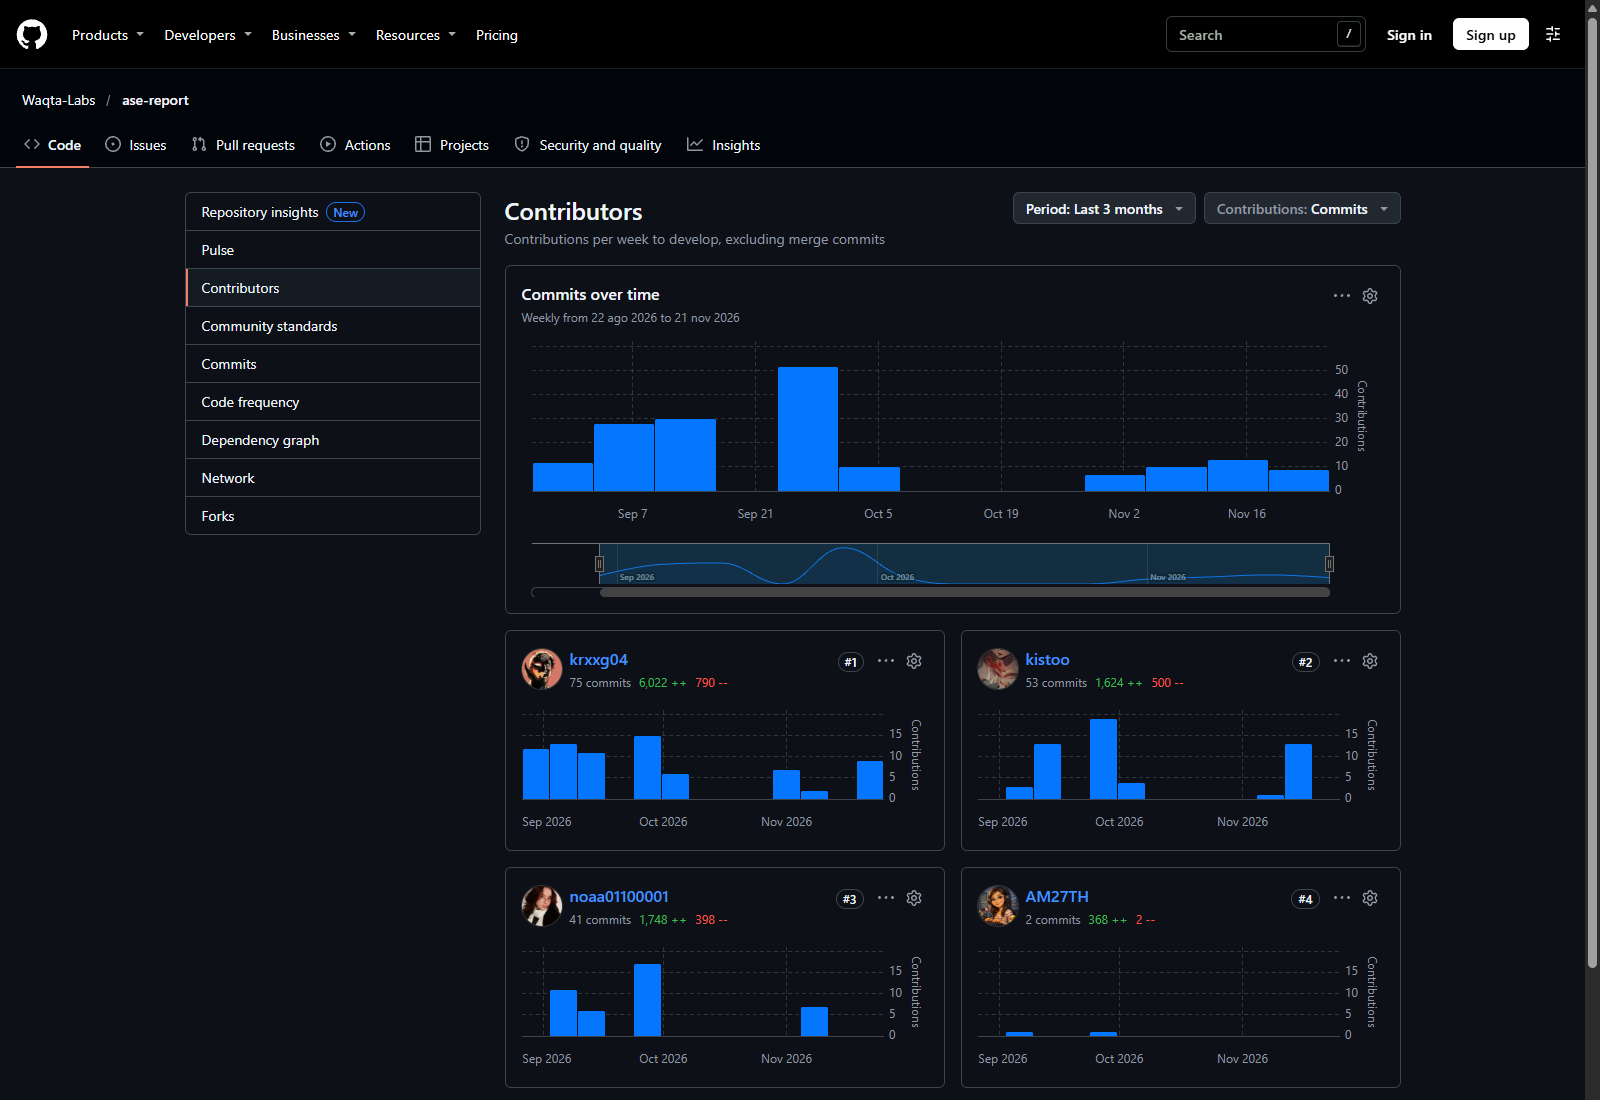 Products Developers Businesses Resources Pricing Search / Sign in Sign up
Waqta-Labs / ase-report
Code Issues Pull requests Actions Projects Security and quality Insights
Repository insights New
Pulse
Contributors
Community standards
Commits
Code frequency
Dependency graph
Network
Forks
Contributors
Period: Last 3 months Contributions: Commits
Contributions per week to develop, excluding merge commits
Commits over time
Weekly from 22 ago 2026 to 21 nov 2026
50
40
30
20
10
0
Contributions
Sep 7 Sep 21 Oct 5 Oct 19 Nov 2 Nov 16
Sep 2026 Oct 2026 Nov 2026
krxxg04 #1
75 commits 6,022 ++ 790 --
15
10
5
0
Contributions
Sep 2026 Oct 2026 Nov 2026
kistoo #2
53 commits 1,624 ++ 500 --
15
10
5
0
Contributions
Sep 2026 Oct 2026 Nov 2026
noaa01100001 #3
41 commits 1,748 ++ 398 --
15
10
5
0
Contributions
Sep 2026 Oct 2026 Nov 2026
AM27TH #4
2 commits 368 ++ 2 --
15
10
5
0
Contributions
Sep 2026 Oct 2026 Nov 2026